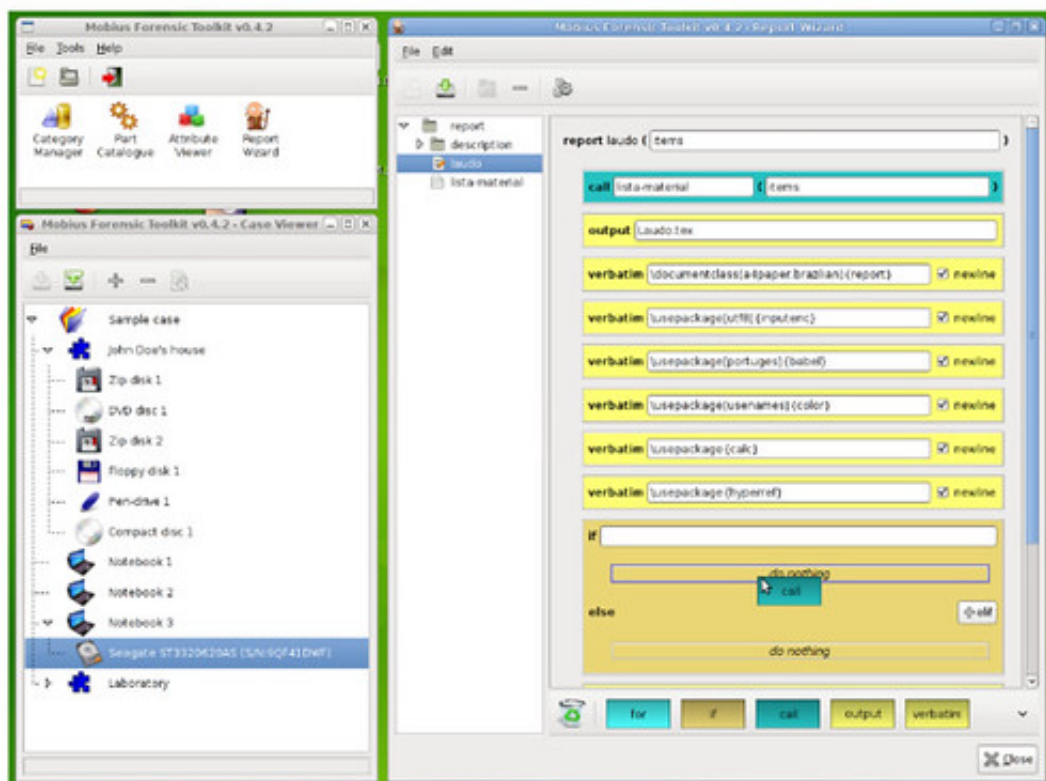 Mobius Forensic Toolkit v0.4.2
File Tools Help
Category Manager
Part Catalogue
Attribute Viewer
Report Wizard
Mobius Forensic Toolkit v0.4.2 - Case Viewer
File
Sample case
John Doe's house
Zip disk 1
DVD disc 1
Zip disk 2
Floppy disk 1
Pen-drive 1
Compact disc 1
Notebook 1
Notebook 2
Notebook 3
Seagate ST3320620AS (S/N:
Laboratory
Mobius Forensic Toolkit v0.4.2 - Report Wizard
File Edit
report
description
laudo
lista-material
report laudo ( items )
call lista-material ( items )
output Laudo.tex
verbatim \documentclass[a4paper,brazilian]{report} newline
verbatim \usepackage[utf8]{inputenc} newline
verbatim \usepackage[portuges]{babel} newline
verbatim \usepackage[usenames]{color} newline
verbatim \usepackage{calc} newline
verbatim \usepackage{hyperref} newline
if
do nothing
call
else elif
do nothing
for if call output verbatim
Close